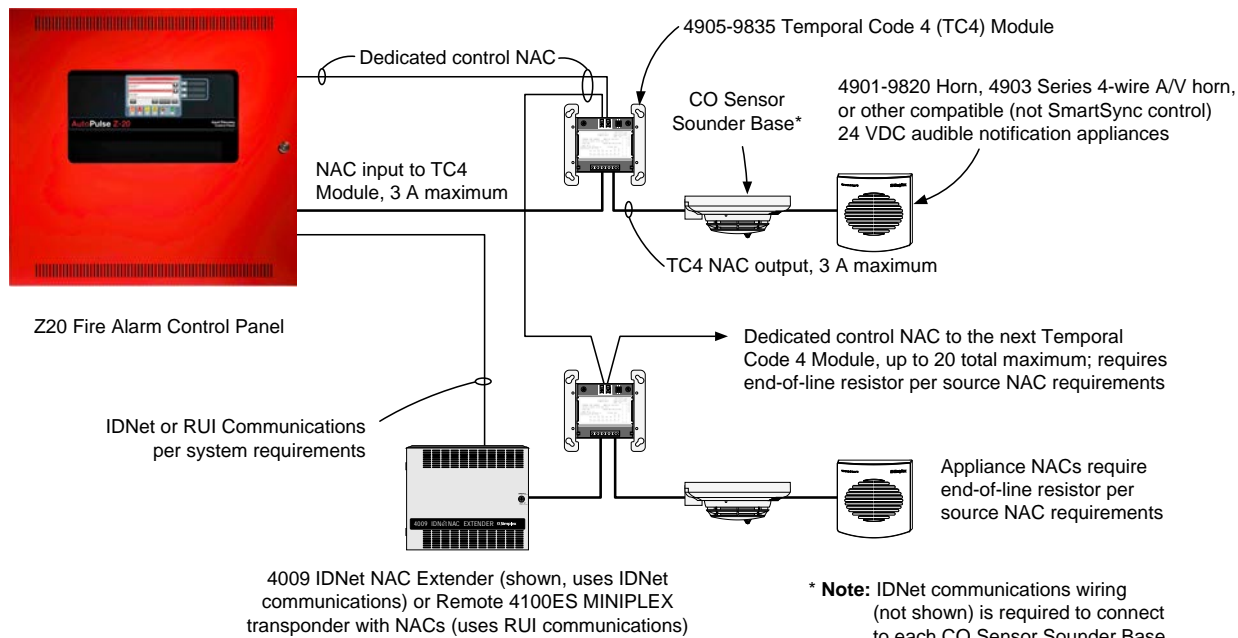 4905-9835 Temporal Code 4 (TC4) Module
Dedicated control NAC
CO Sensor
Sounder Base*
4901-9820 Horn, 4903 Series 4-wire A/V horn,
or other compatible (not SmartSync control)
24 VDC audible notification appliances
AutoPulse Z-20
NAC input to TC4
Module, 3 A maximum
TC4 NAC output, 3 A maximum
Z20 Fire Alarm Control Panel
Dedicated control NAC to the next Temporal
Code 4 Module, up to 20 total maximum; requires
end-of-line resistor per source NAC requirements
IDNet or RUI Communications
per system requirements
Appliance NACs require
end-of-line resistor per
source NAC requirements
4009 IDNet NAC EXTENDER Simplex
4009 IDNet NAC Extender (shown, uses IDNet
communications) or Remote 4100ES MINIPLEX
transponder with NACs (uses RUI communications)
* Note: IDNet communications wiring
(not shown) is required to connect
to each CO Sensor Sounder Base